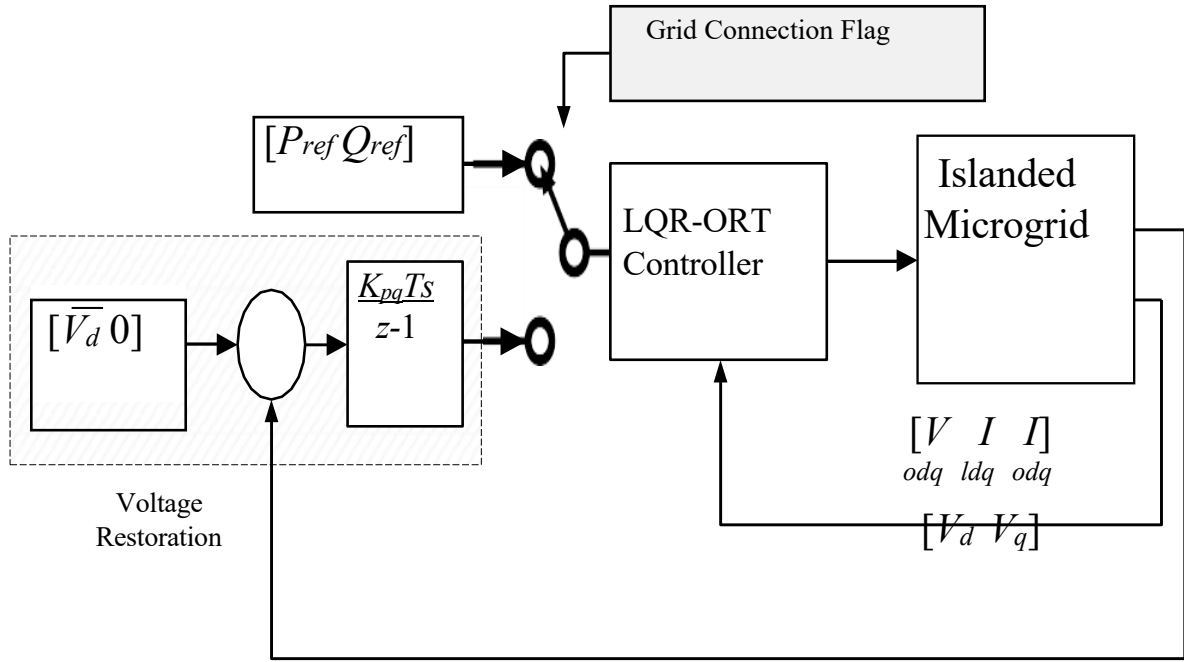 Grid Connection Flag
[Pref Qref]
Islanded
Microgrid
LQR-ORT
Controller
[V̅d 0]
KpqTs
z-1
[V I I]
odq ldq odq
[Vd Vq]
Voltage
Restoration